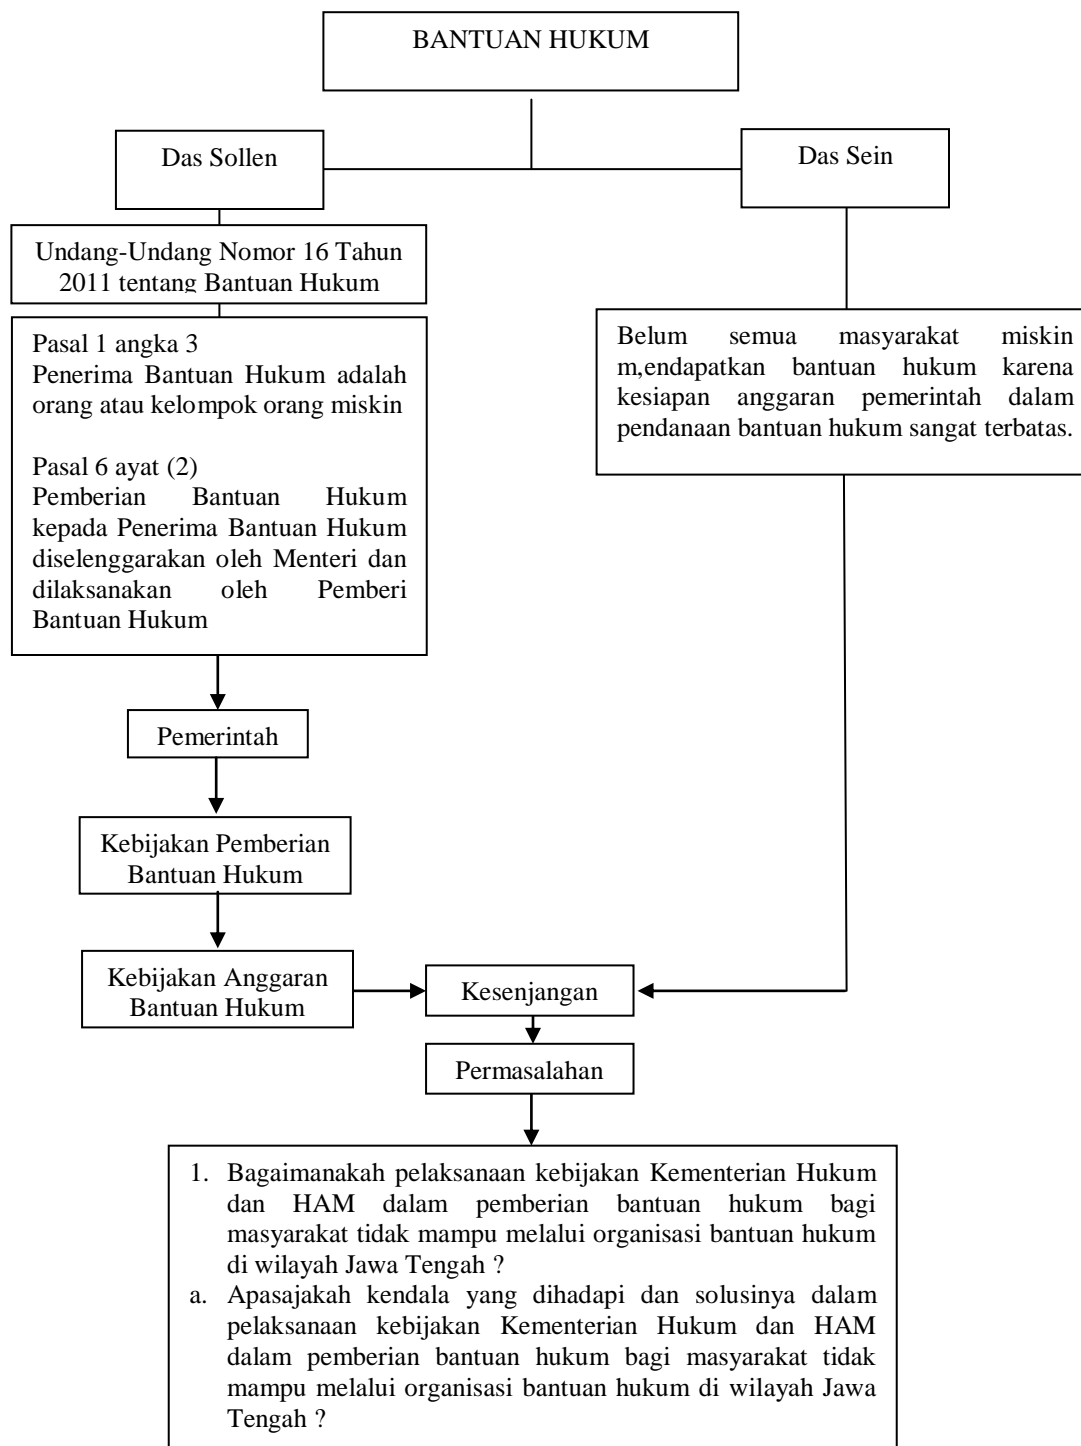 BANTUAN HUKUM
Das Sollen
Das Sein
Undang-Undang Nomor 16 Tahun
2011 tentang Bantuan Hukum
Pasal 1 angka 3
Penerima Bantuan Hukum adalah
orang atau kelompok orang miskin
Pasal 6 ayat (2)
Pemberian Bantuan Hukum
kepada Penerima Bantuan Hukum
diselenggarakan oleh Menteri dan
dilaksanakan oleh Pemberi
Bantuan Hukum
Belum semua masyarakat miskin
m,endapatkan bantuan hukum karena
kesiapan anggaran pemerintah dalam
pendanaan bantuan hukum sangat terbatas.
Pemerintah
Kebijakan Pemberian
Bantuan Hukum
Kebijakan Anggaran
Bantuan Hukum
Kesenjangan
Permasalahan
1. Bagaimanakah pelaksanaan kebijakan Kementerian Hukum
dan HAM dalam pemberian bantuan hukum bagi
masyarakat tidak mampu melalui organisasi bantuan hukum
di wilayah Jawa Tengah ?
a. Apasajakah kendala yang dihadapi dan solusinya dalam
pelaksanaan kebijakan Kementerian Hukum dan HAM
dalam pemberian bantuan hukum bagi masyarakat tidak
mampu melalui organisasi bantuan hukum di wilayah Jawa
Tengah ?